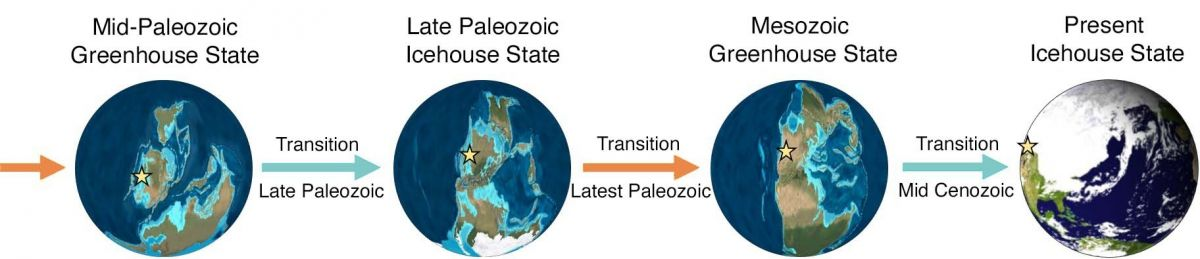 Mid-Paleozoic
Greenhouse State
Late Paleozoic
Icehouse State
Mesozoic
Greenhouse State
Present
Icehouse State
Transition
Late Paleozoic
Transition
Latest Paleozoic
Transition
Mid Cenozoic